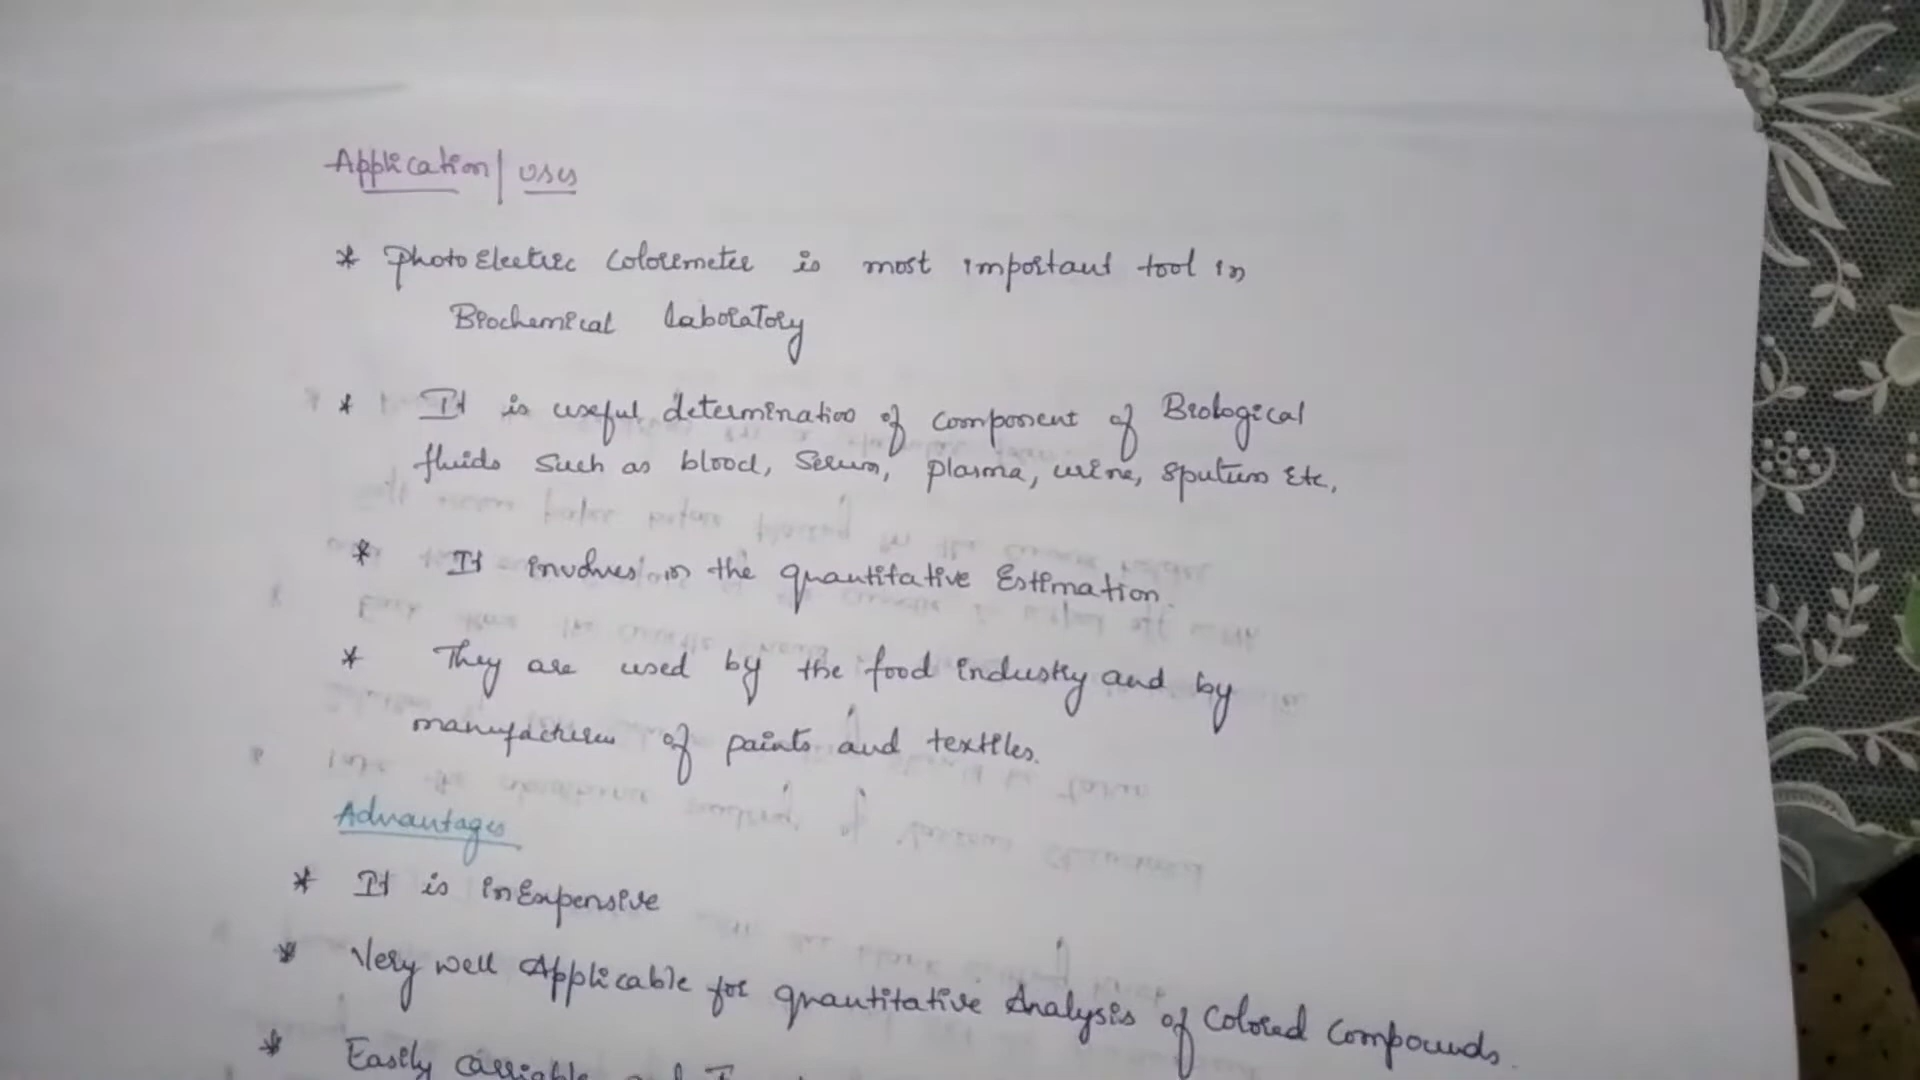 Application | uses
* Photo Electric Colorimeter is most important tool in
Biochemical Laboratory
* It is useful determination of component of Biological
fluids such as blood, Serum, plasma, urine, sputum Etc,
* It involves in the quantitative Estimation.
* They are used by the food industry and by
manufacturers of paints and textiles.
Advantages
* It is inExpensive
* Very well Applicable for quantitative Analysis of Colored Compounds.
* Easily carriable and